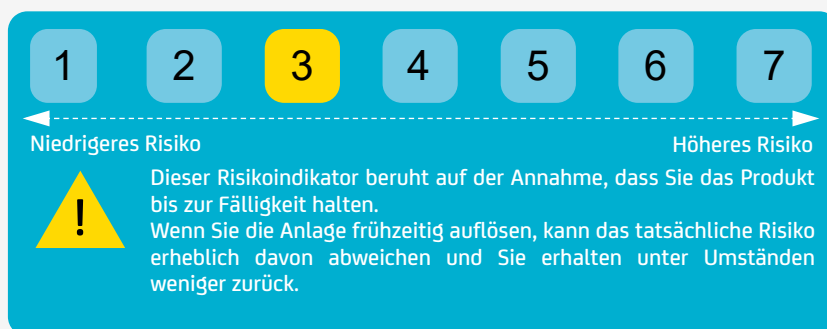 1 2 3 4 5 6 7
Niedrigeres Risiko Höheres Risiko
!
Dieser Risikoindikator beruht auf der Annahme, dass Sie das Produkt
bis zur Fälligkeit halten.
Wenn Sie die Anlage frühzeitig auflösen, kann das tatsächliche Risiko
erheblich davon abweichen und Sie erhalten unter Umständen
weniger zurück.